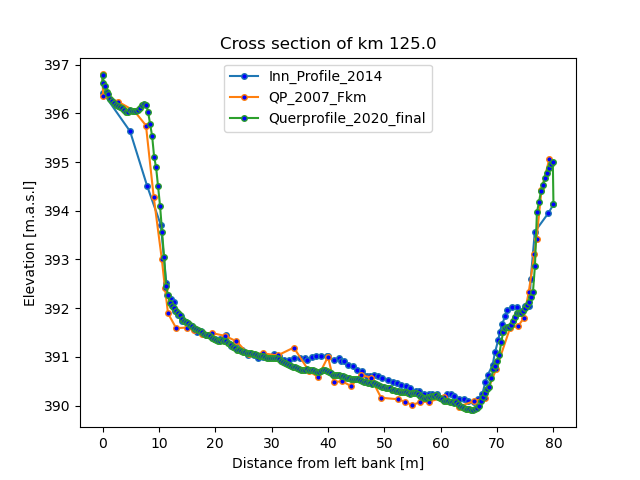 Cross section of km 125.0
397
396
395
394
393
392
391
390
Elevation [m.a.s.l]
Inn_Profile_2014
QP_2007_Fkm
Querprofile_2020_final
0
10
20
30
40
50
60
70
80
Distance from left bank [m]